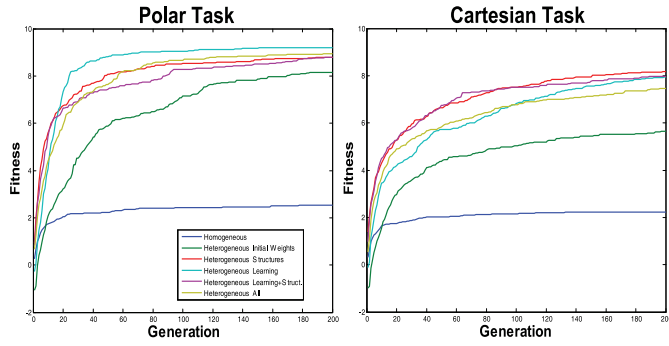 Polar Task
Cartesian Task
10
8
6
4
2
0
-2
Fitness
0 20 40 60 80 100 120 140 160 180 200
Generation
Homogeneous
Heterogeneous Initial Weights
Heterogeneous Structures
Heterogeneous Learning
Heterogeneous Learning+Struct.
Heterogeneous All
10
8
6
4
2
0
-2
Fitness
0 20 40 60 80 100 120 140 160 180 200
Generation